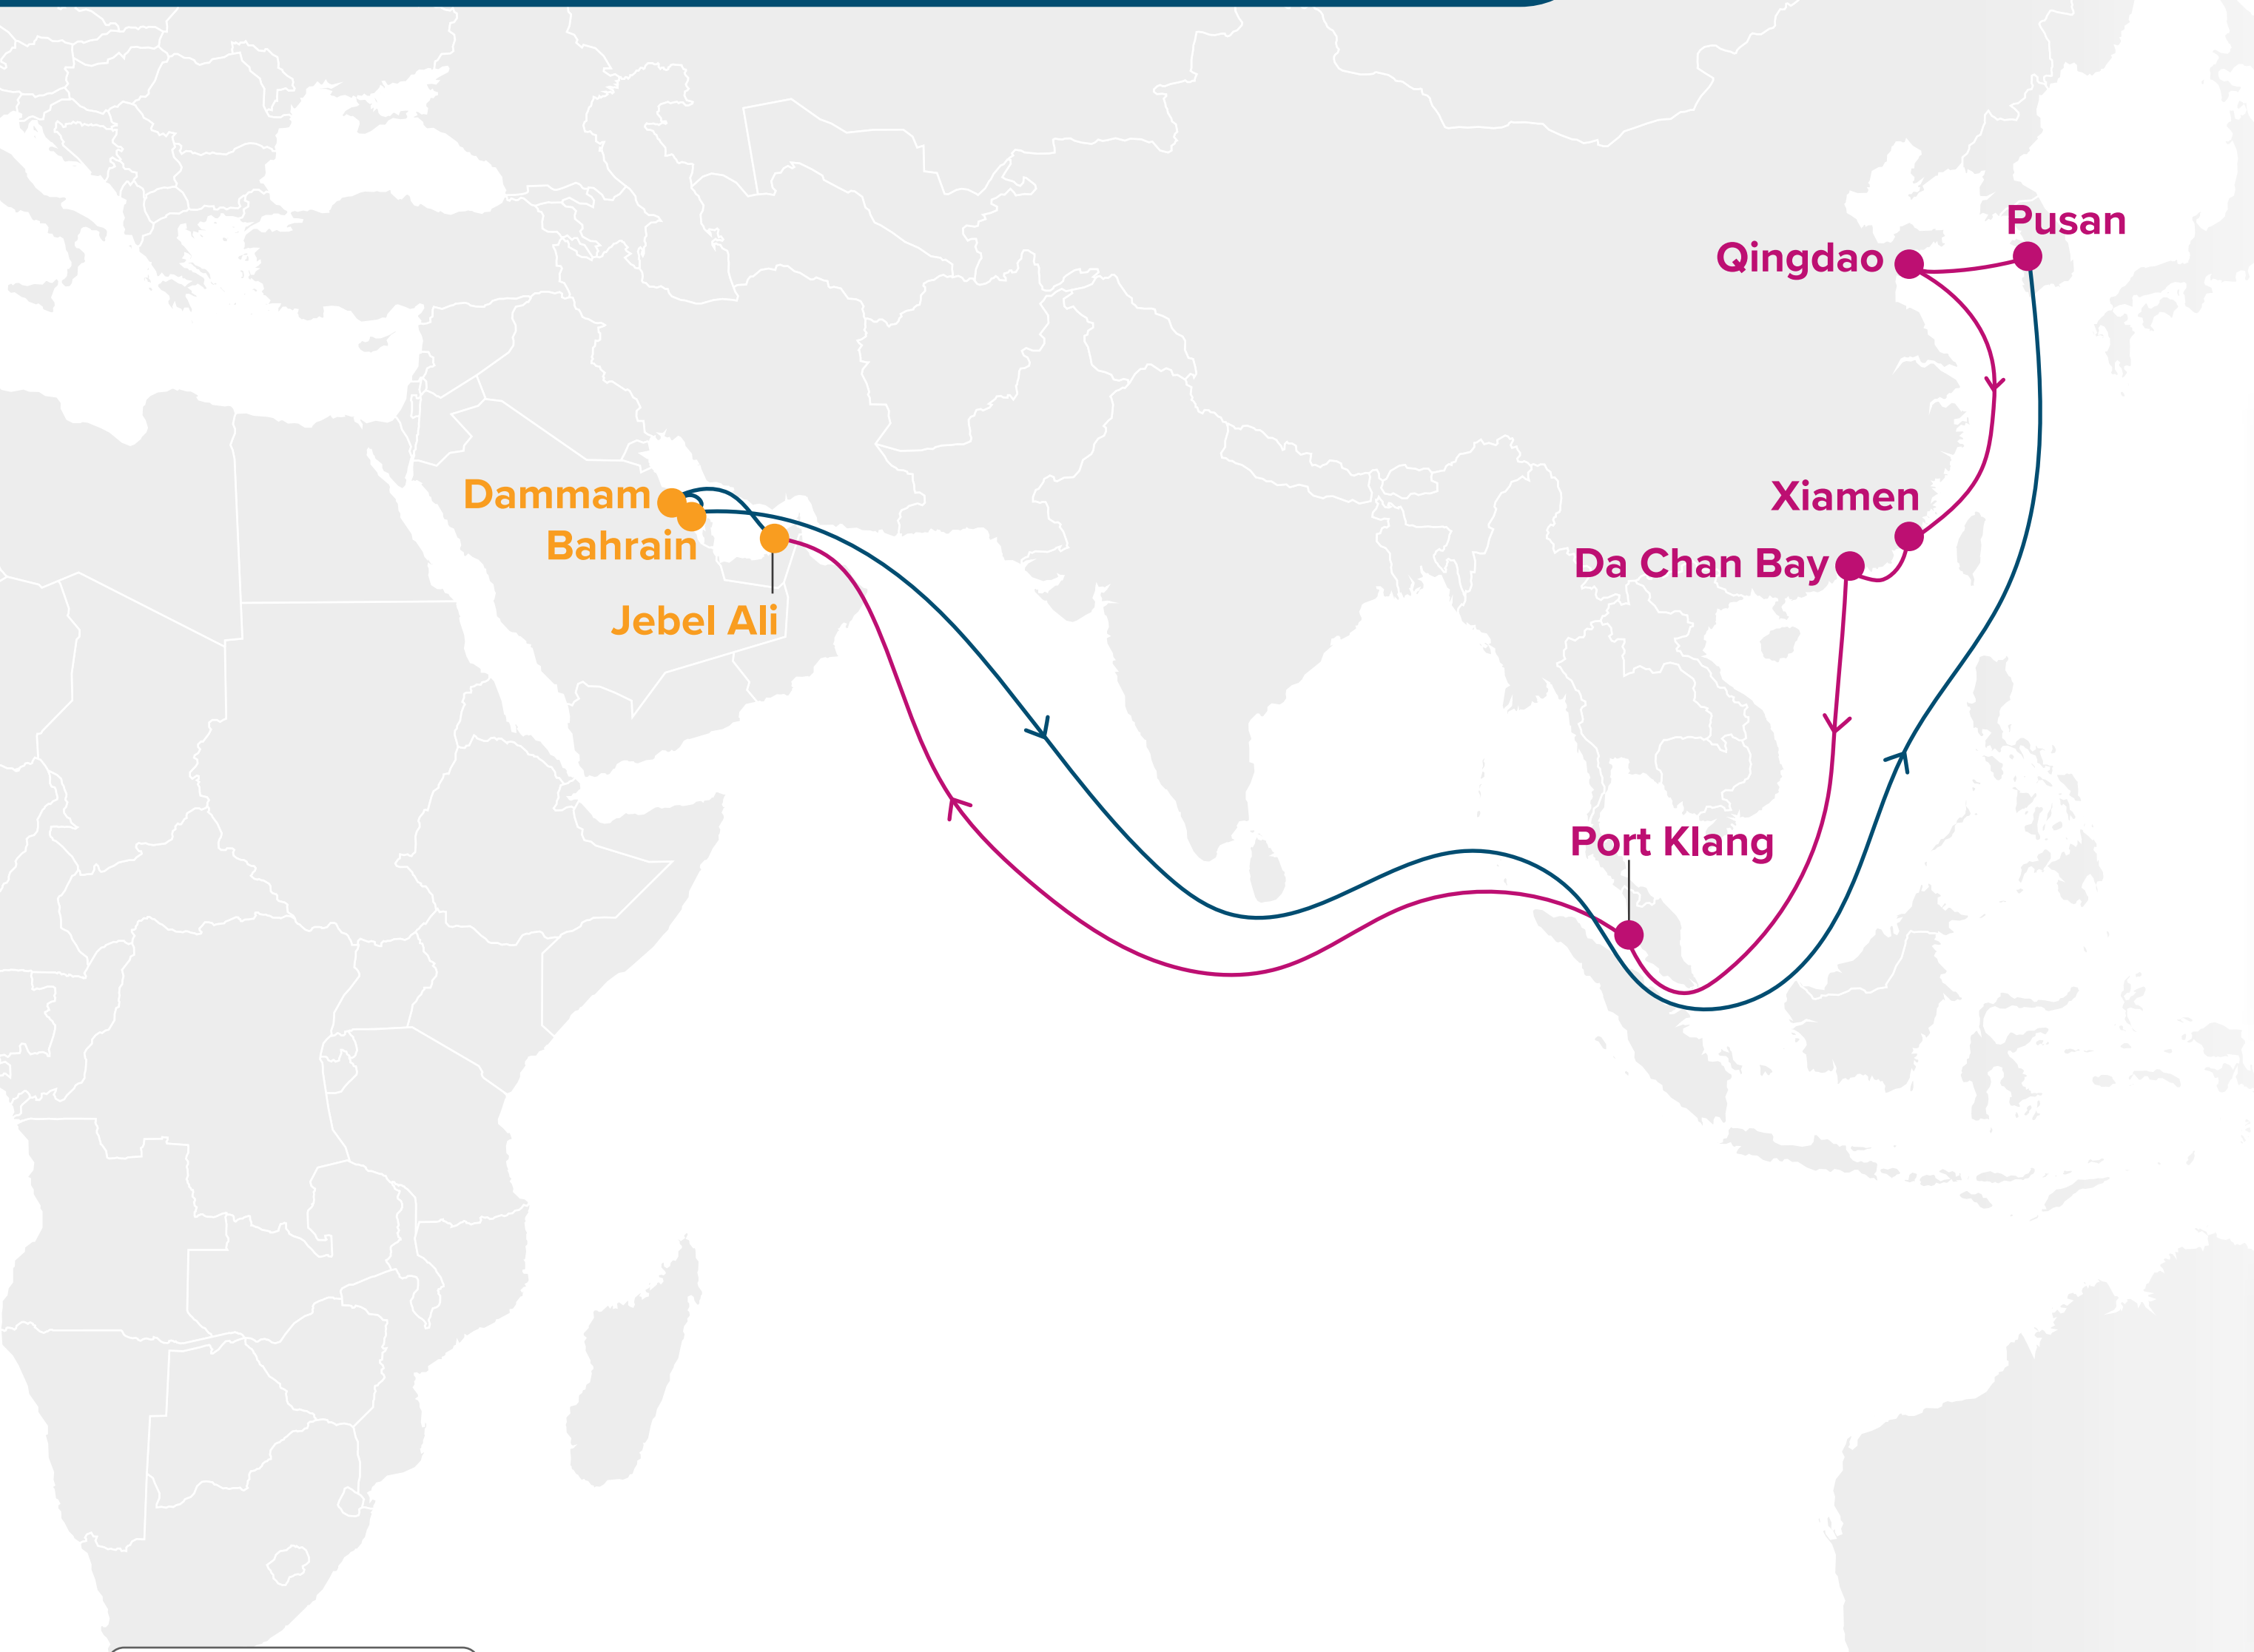 Pusan
Qingdao
Xiamen
Dammam
Bahrain
Da Chan Bay
Jebel Ali
Port Klang